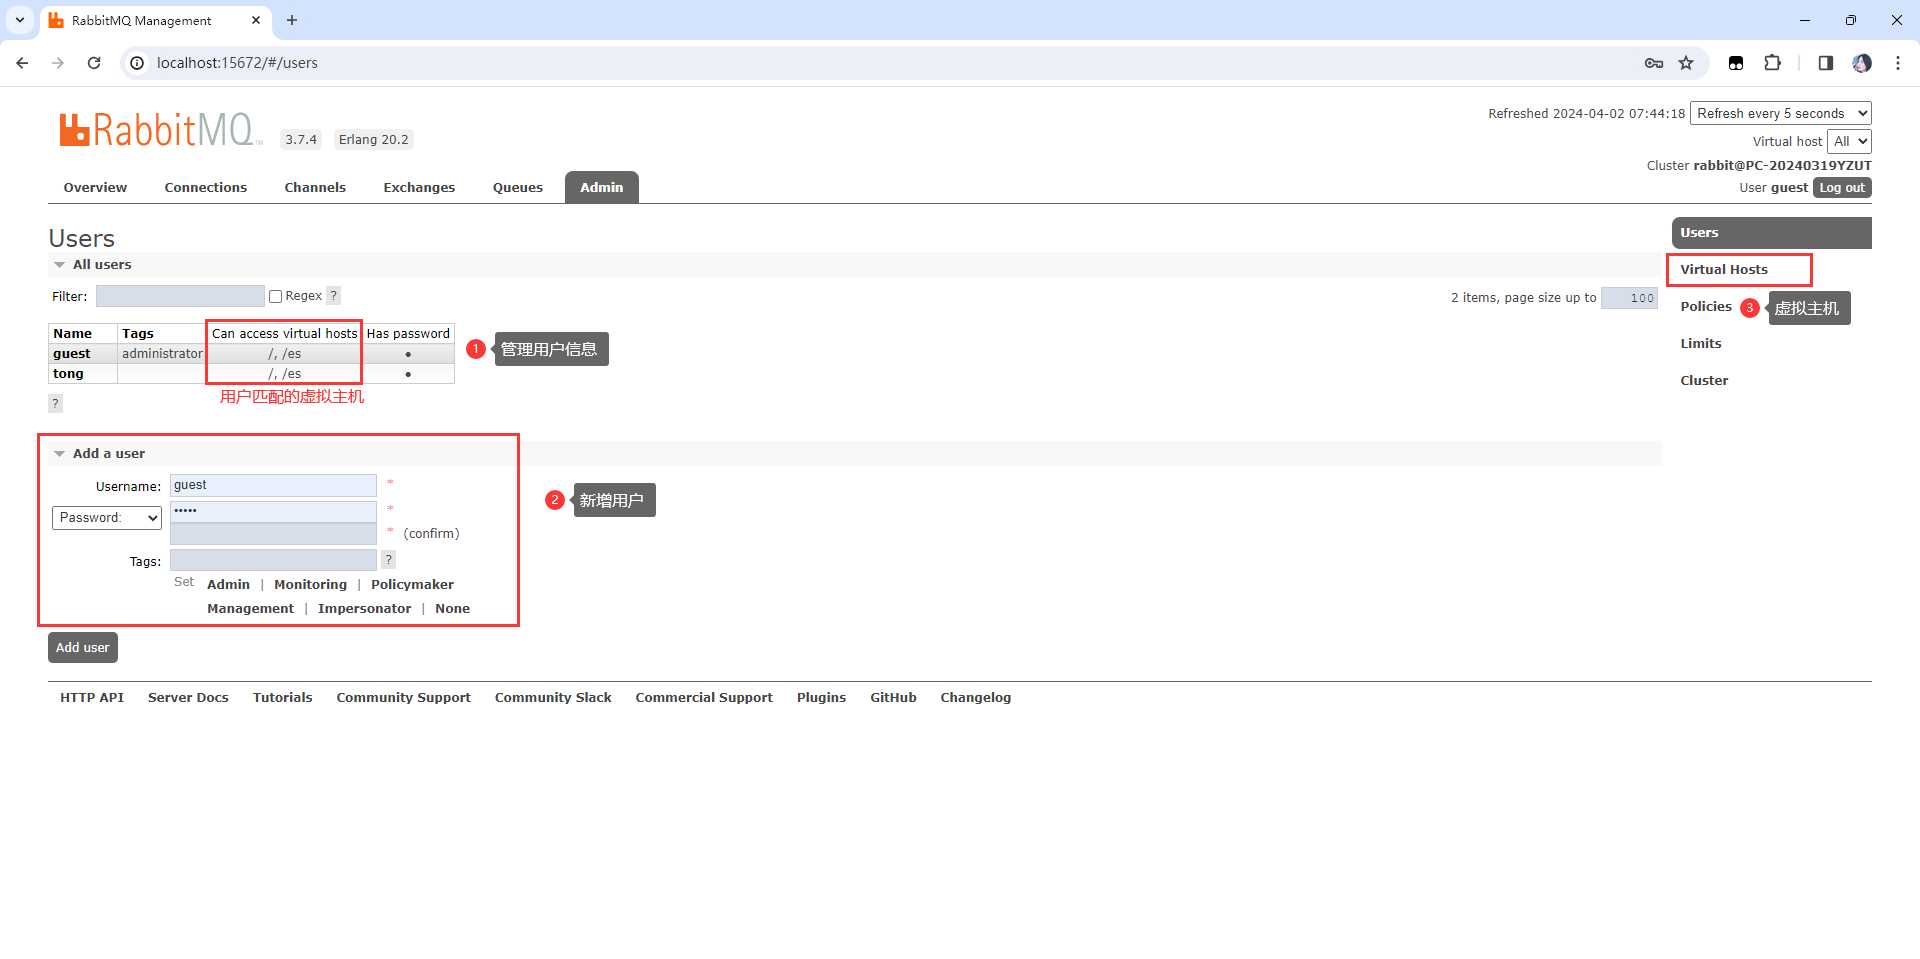 RabbitMQ Management
localhost:15672/#/users
RabbitMQ TM 3.7.4 Erlang 20.2
Refreshed 2024-04-02 07:44:18 Refresh every 5 seconds
Virtual host All
Cluster rabbit@PC-20240319YZUT
User guest Log out
Overview Connections Channels Exchanges Queues Admin
Users
All users
Filter: Regex ?
2 items, page size up to 100
Name Tags Can access virtual hosts Has password
guest administrator /, /es ●
tong /, /es ●
1 管理用户信息
用户匹配的虚拟主机
?
Add a user
Username: guest *
Password: ••••• *
* (confirm)
Tags: ?
Set Admin | Monitoring | Policymaker
Management | Impersonator | None
2 新增用户
Add user
Users
Virtual Hosts
Policies
3 虚拟主机
Limits
Cluster
HTTP API Server Docs Tutorials Community Support Community Slack Commercial Support Plugins GitHub Changelog